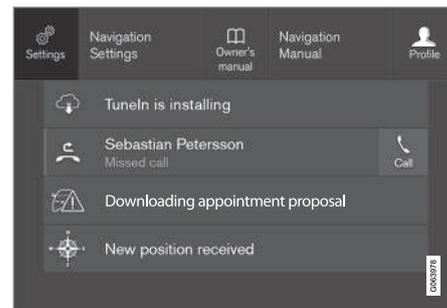 Settings
Navigation
Settings
Owner's
manual
Navigation
Manual
Profile
TuneIn is installing
Sebastian Petersson
Missed call
Call
Downloading appointment proposal
New position received
G063978